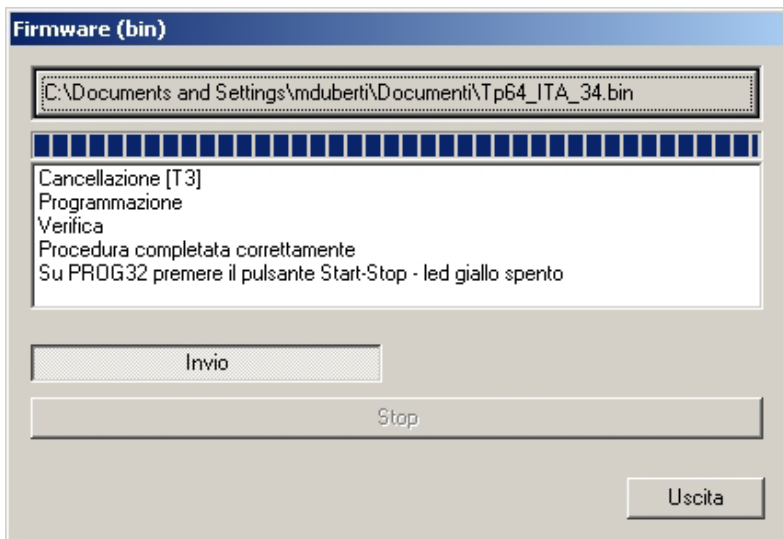 Firmware (bin)
C:\Documents and Settings\mduberti\Documenti\Tp64_ITA_34.bin
Cancellazione [T3]
Programmazione
Verifica
Procedura completata correttamente
Su PROG32 premere il pulsante Start-Stop - led giallo spento
Invio
Stop
Uscita